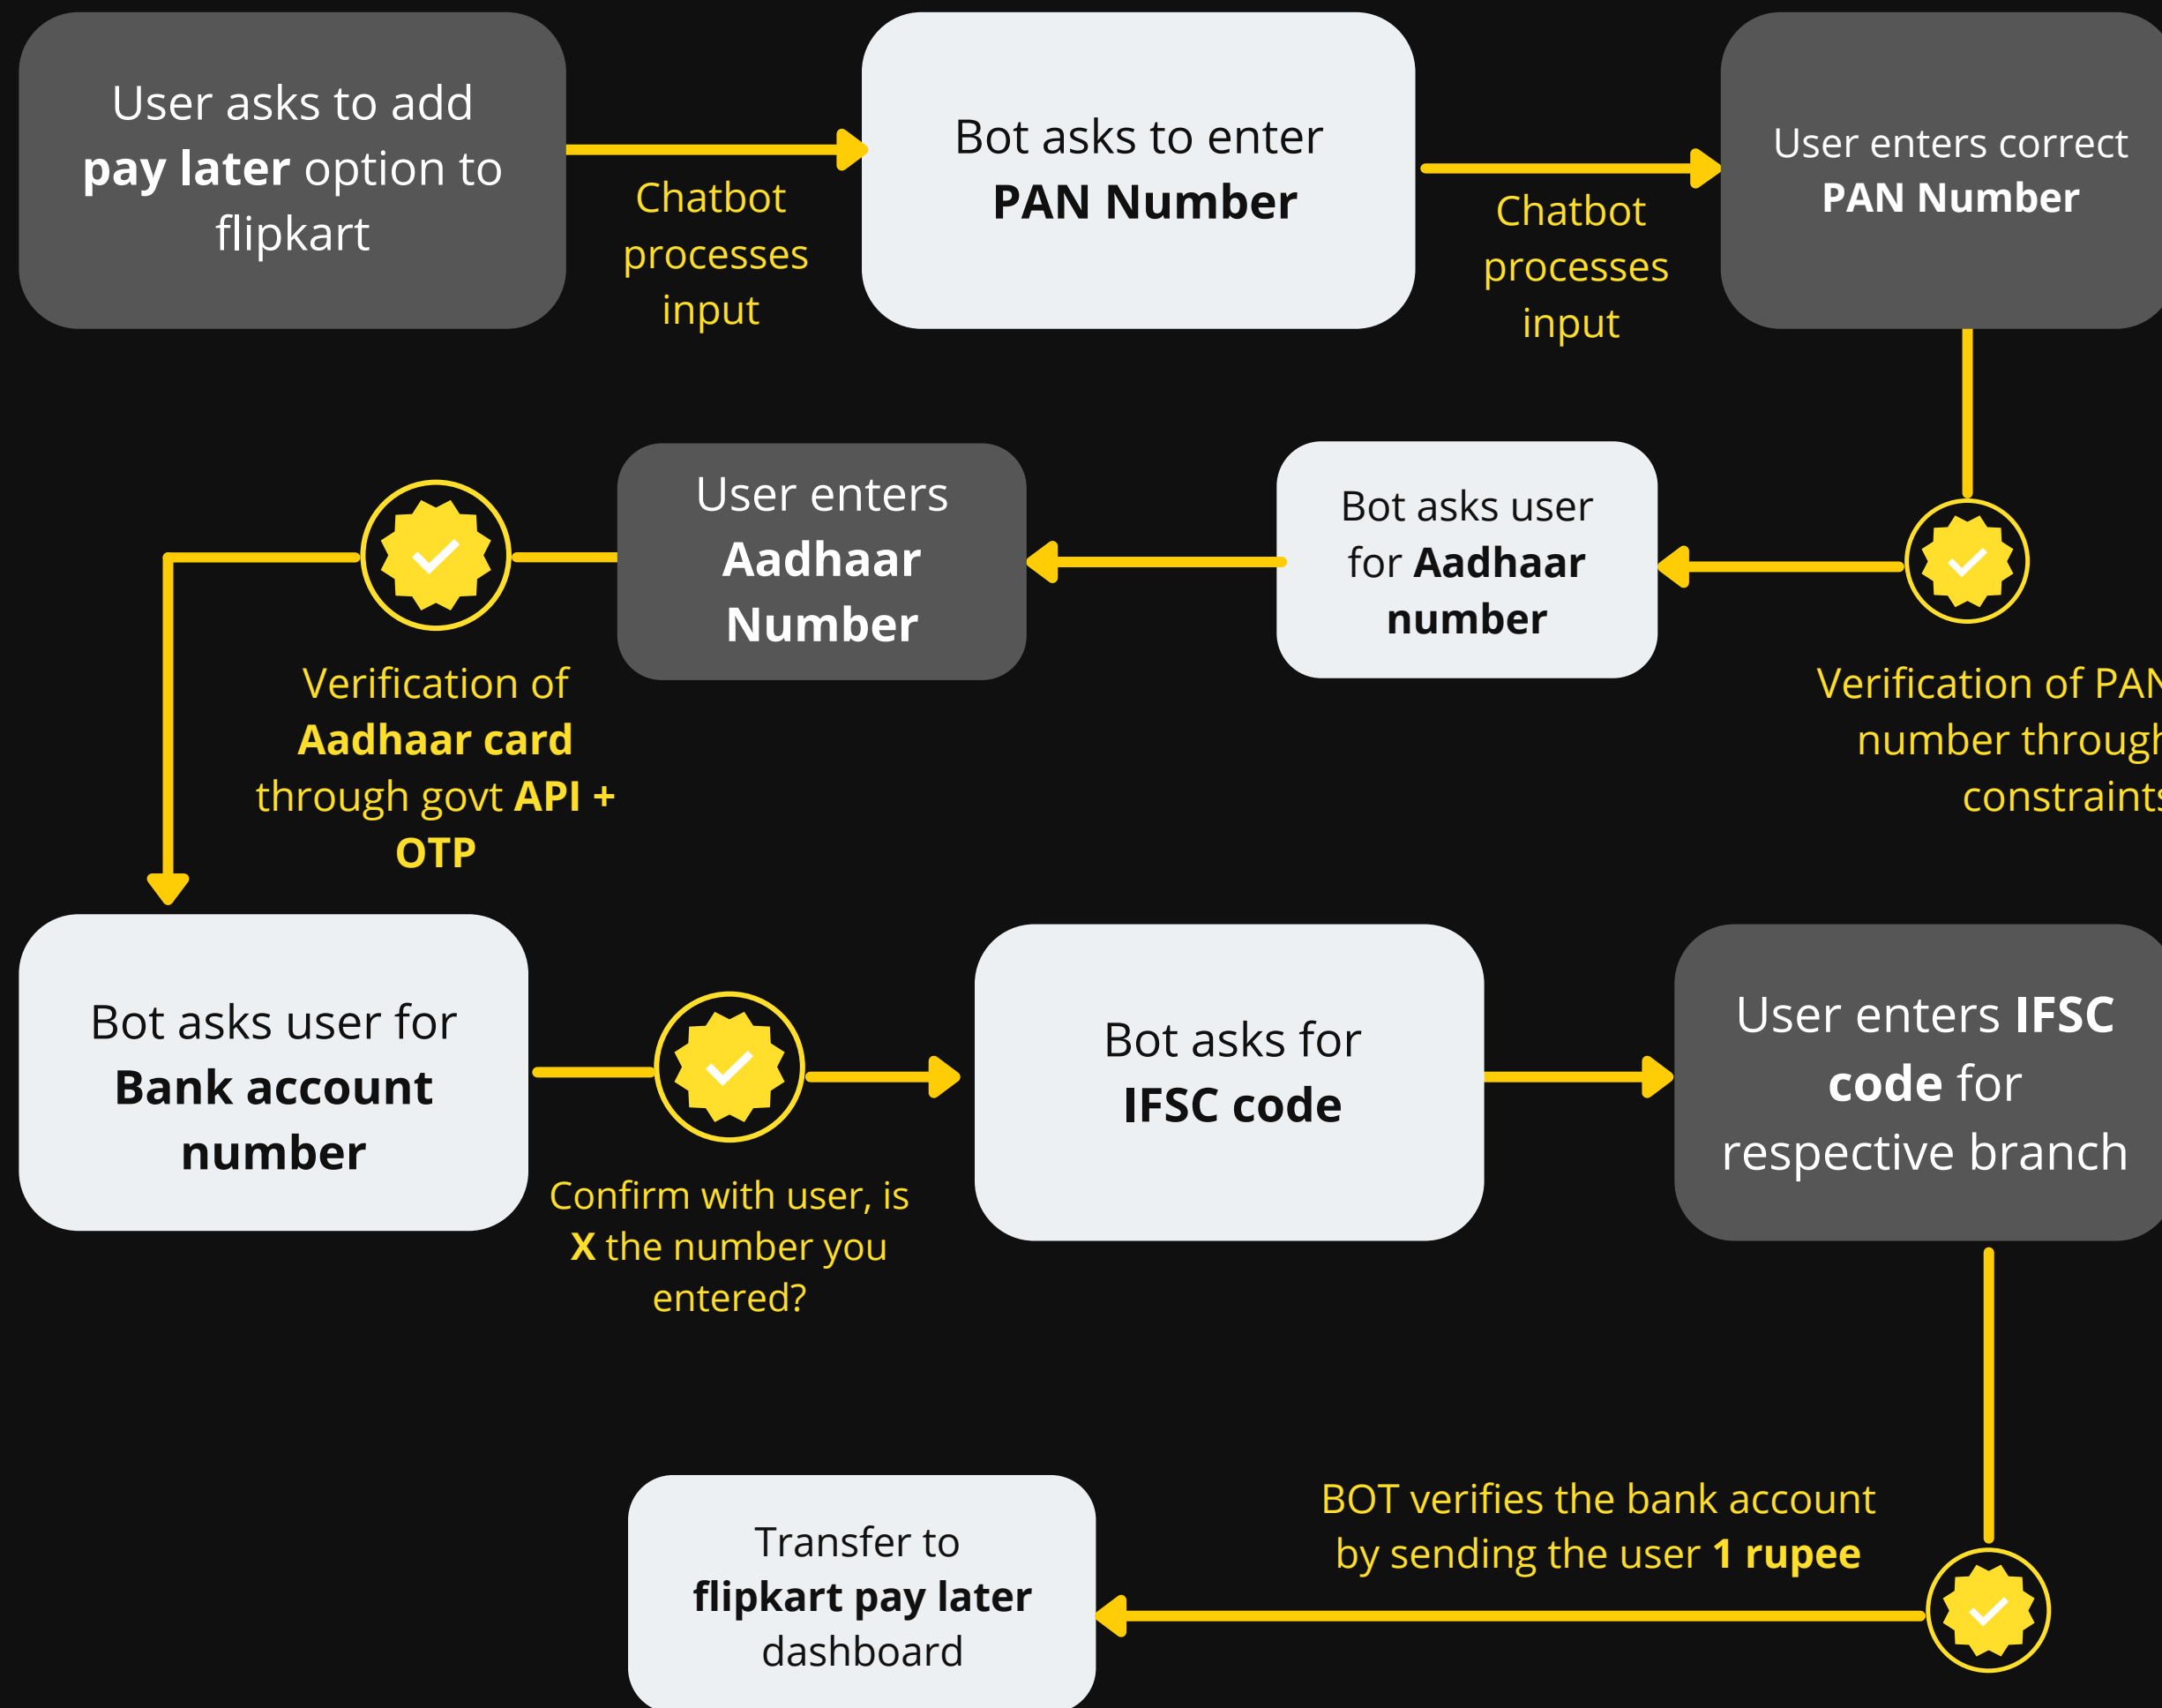 User asks to add
pay later option to
flipkart
Chatbot
processes
input
Bot asks to enter
PAN Number
Chatbot
processes
input
User enters correct
PAN Number
Verification of PAN
number through
constraints
Bot asks user
for Aadhaar
number
User enters
Aadhaar
Number
Verification of
Aadhaar card
through govt API +
OTP
Bot asks user for
Bank account
number
Confirm with user, is
X the number you
entered?
Bot asks for
IFSC code
User enters IFSC
code for
respective branch
BOT verifies the bank account
by sending the user 1 rupee
Transfer to
flipkart pay later
dashboard